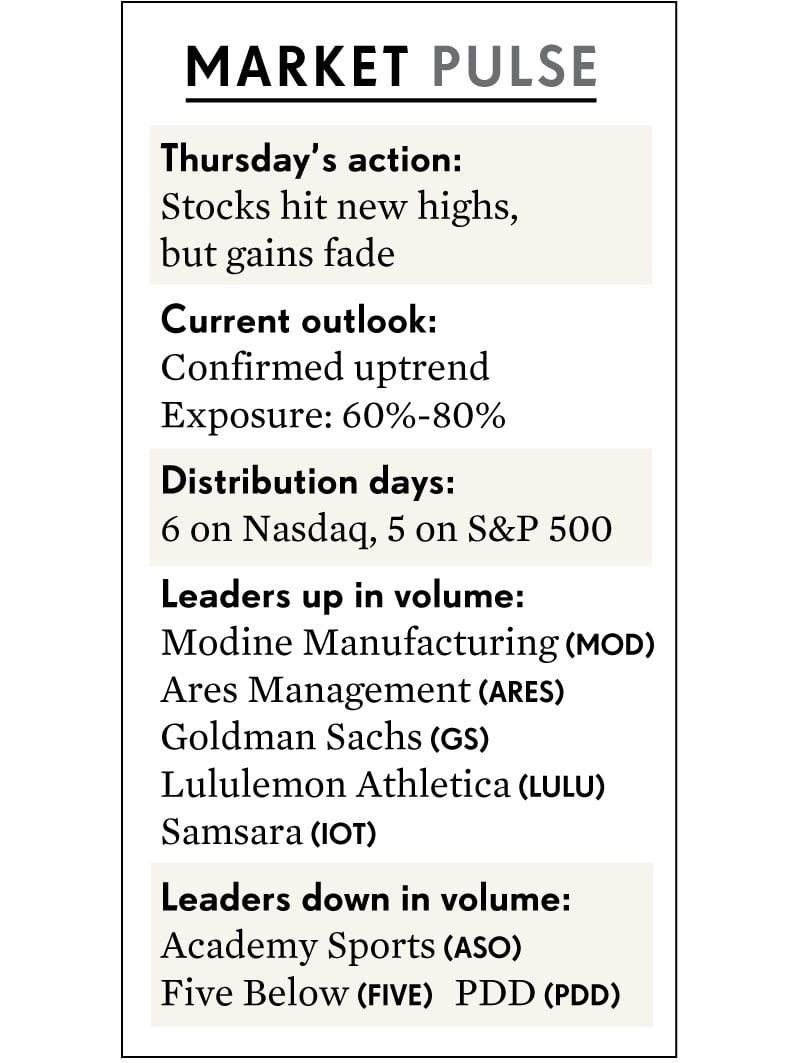 MARKET PULSE
Thursday’s action:
Stocks hit new highs,
but gains fade
Current outlook:
Confirmed uptrend
Exposure: 60%-80%
Distribution days:
6 on Nasdaq, 5 on S&P 500
Leaders up in volume:
Modine Manufacturing (MOD)
Ares Management (ARES)
Goldman Sachs (GS)
Lululemon Athletica (LULU)
Samsara (IOT)
Leaders down in volume:
Academy Sports (ASO)
Five Below (FIVE) PDD (PDD)